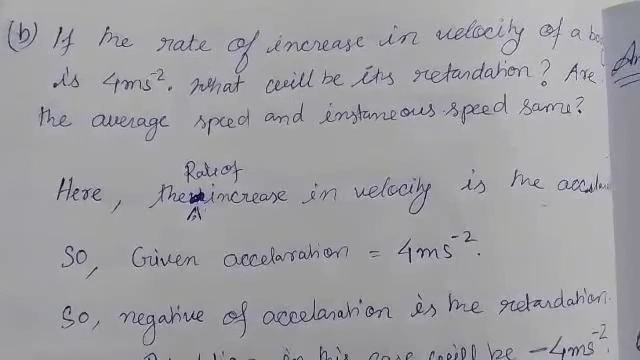 (b) If the rate of increase in velocity of a bo
is 4ms⁻². What will be its retardation? Are
the average speed and instaneous speed same?
Rate of
Here, the increase in velocity is the accela
So, Given accelaration = 4ms⁻².
So, negative of accelaration is the retardation.
in this case will be -4ms⁻².